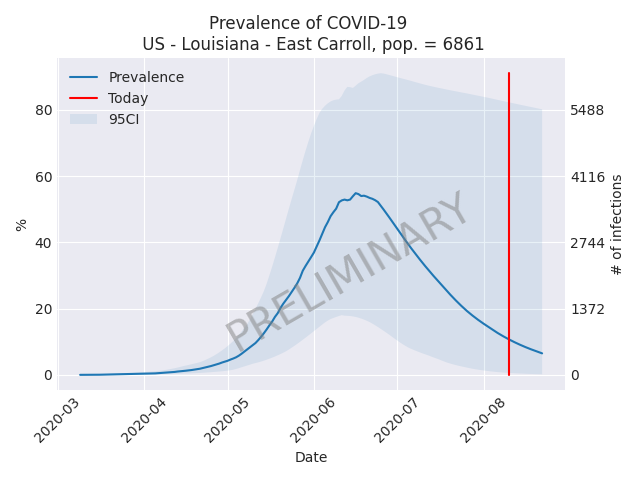 Prevalence of COVID-19
US - Louisiana - East Carroll, pop. = 6861
Prevalence
Today
95CI
80
60
40
20
0
%
5488
4116
2744
1372
0
# of infections
PRELIMINARY
2020-03
2020-04
2020-05
2020-06
2020-07
2020-08
Date